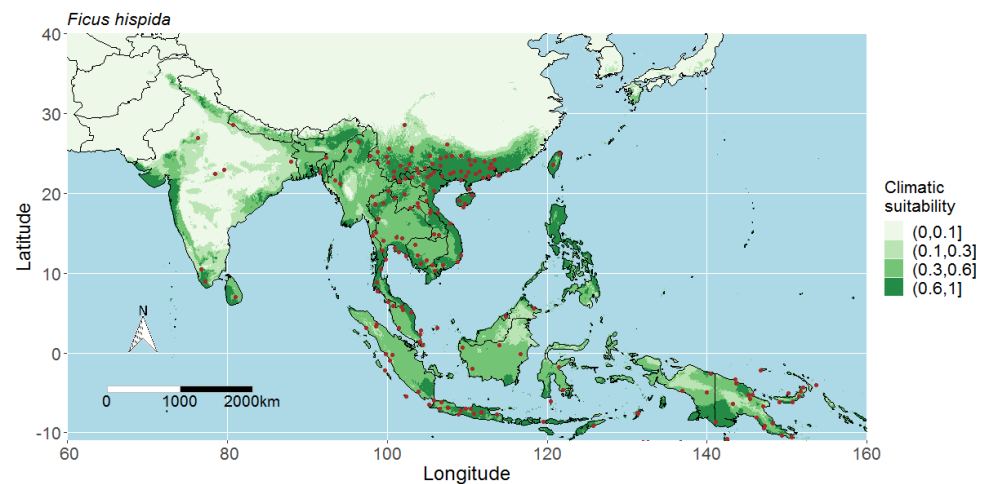 Ficus hispida
40
30
20
10
0
-10
Latitude
N
0 1000 2000km
60 80 100 120 140 160
Longitude
Climatic
suitability
(0,0.1]
(0.1,0.3]
(0.3,0.6]
(0.6,1]